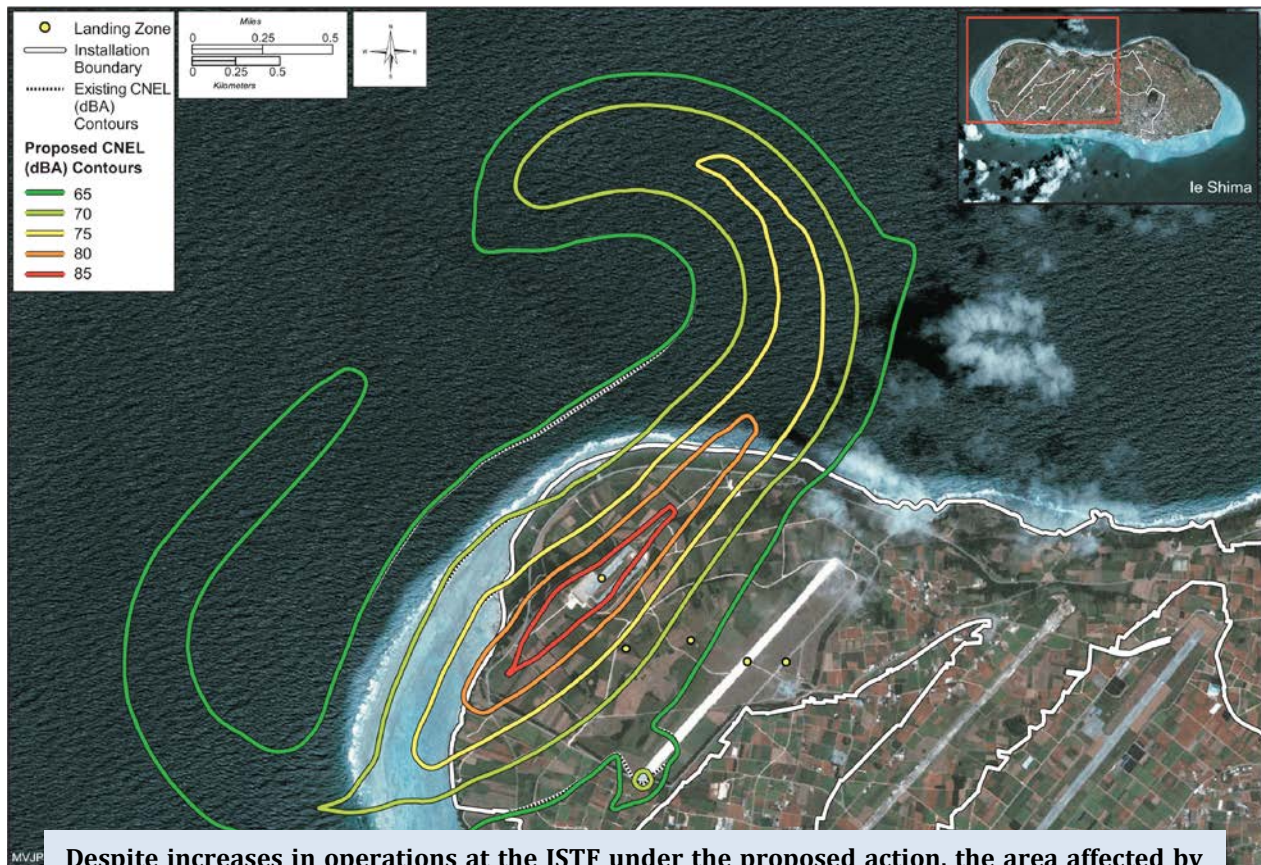 Landing Zone
Installation
Boundary
Existing CNEL
(dBA)
Contours
Proposed CNEL
(dBA) Contours
65
70
75
80
85
Miles
0 0.25 0.5
0 0.25 0.5
Kilometers
N
W E
S
Ie Shima
MVJP
Despite increases in operations at the ISTF under the proposed action, the area affected by